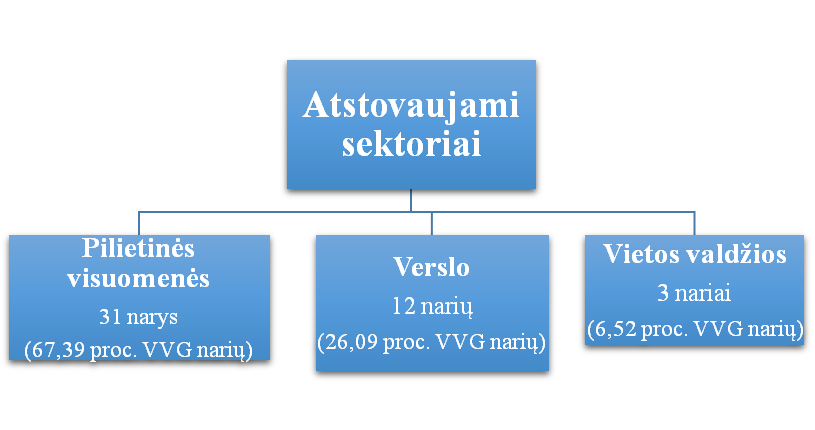 Atstovaujami
sektoriai
Pilietinės
visuomenės
31 narys
(67,39 proc. VVG narių)
Verslo
12 narių
(26,09 proc. VVG narių)
Vietos valdžios
3 nariai
(6,52 proc. VVG narių)